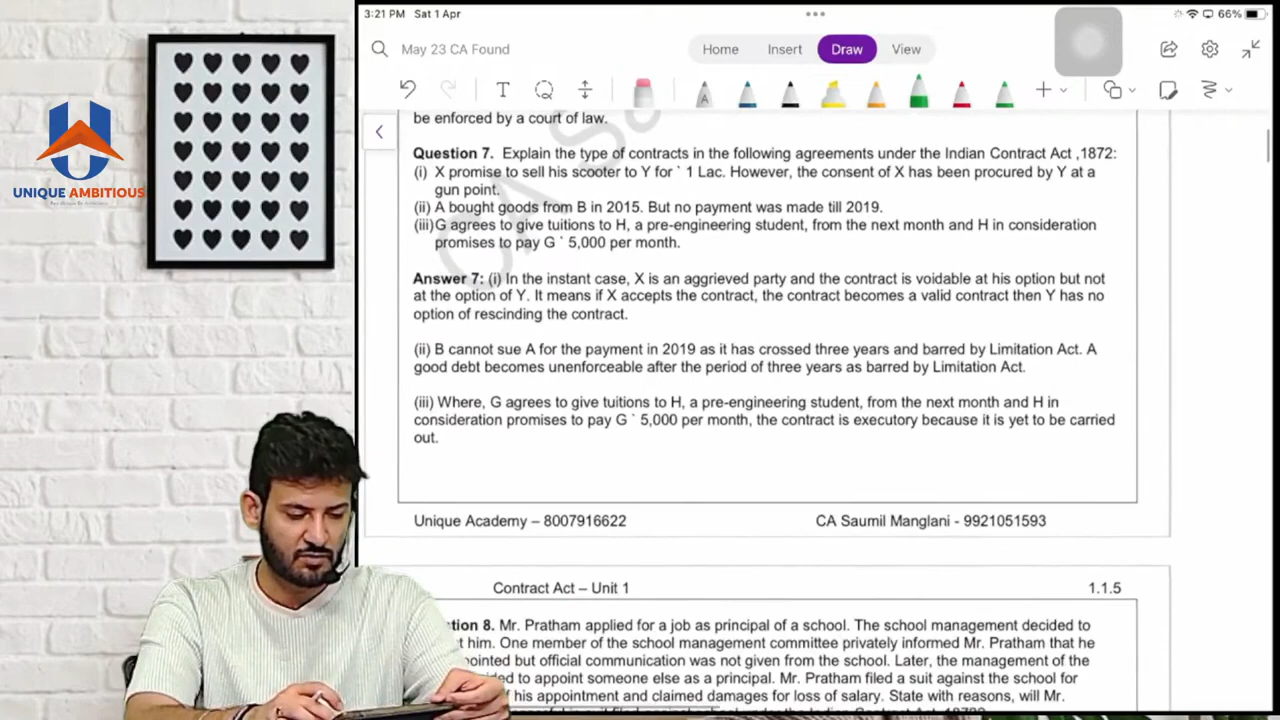 3:21 PM Sat 1 Apr
66%
May 23 CA Found
Home Insert Draw View
T
A
UNIQUE AMBITIOUS
be enforced by a court of law.
Question 7. Explain the type of contracts in the following agreements under the Indian Contract Act ,1872:
(i) X promise to sell his scooter to Y for ` 1 Lac. However, the consent of X has been procured by Y at a
gun point.
(ii) A bought goods from B in 2015. But no payment was made till 2019.
(iii)G agrees to give tuitions to H, a pre-engineering student, from the next month and H in consideration
promises to pay G ` 5,000 per month.
Answer 7: (i) In the instant case, X is an aggrieved party and the contract is voidable at his option but not
at the option of Y. It means if X accepts the contract, the contract becomes a valid contract then Y has no
option of rescinding the contract.
(ii) B cannot sue A for the payment in 2019 as it has crossed three years and barred by Limitation Act. A
good debt becomes unenforceable after the period of three years as barred by Limitation Act.
(iii) Where, G agrees to give tuitions to H, a pre-engineering student, from the next month and H in
consideration promises to pay G ` 5,000 per month, the contract is executory because it is yet to be carried
out.
Unique Academy – 8007916622 CA Saumil Manglani - 9921051593
Contract Act – Unit 1 1.1.5
tion 8. Mr. Pratham applied for a job as principal of a school. The school management decided to
t him. One member of the school management committee privately informed Mr. Pratham that he
ointed but official communication was not given from the school. Later, the management of the
ided to appoint someone else as a principal. Mr. Pratham filed a suit against the school for
f his appointment and claimed damages for loss of salary. State with reasons, will Mr.
CA Sa